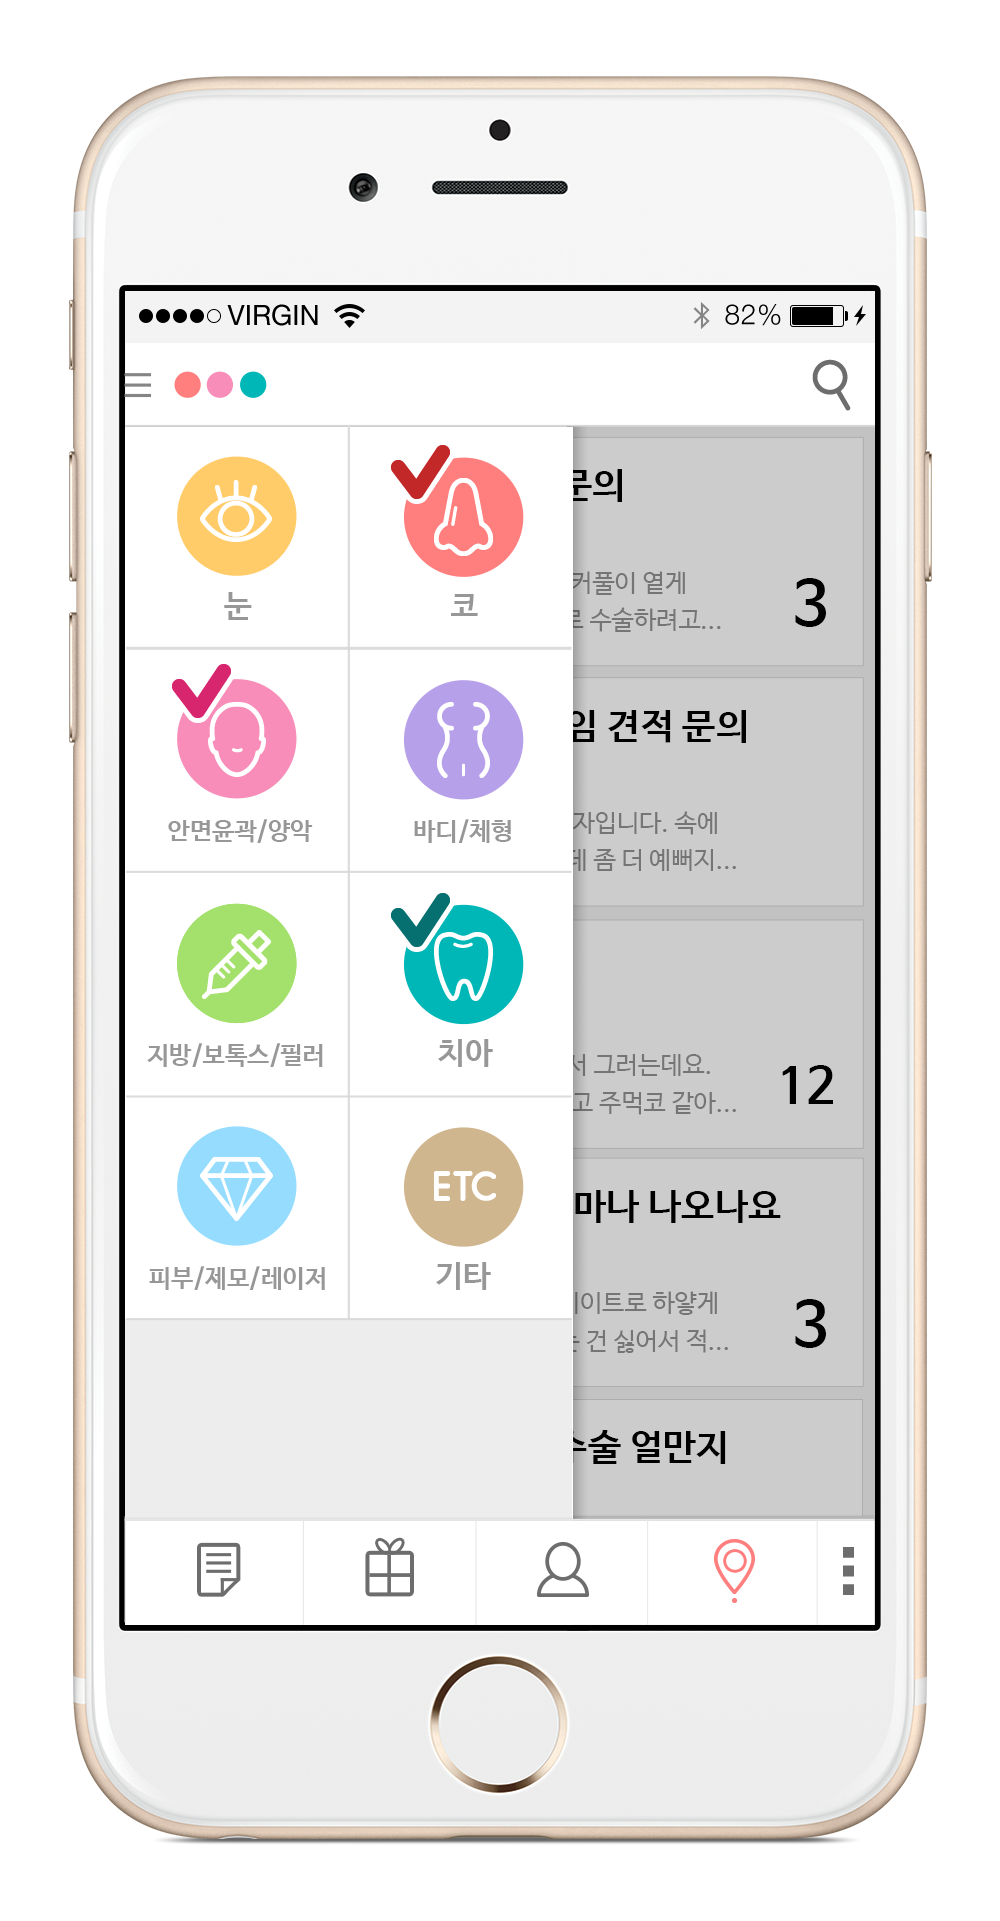 VIRGIN 82%
눈
코
안면윤곽/양악
바디/체형
지방/보톡스/필러
치아
피부/제모/레이저
ETC
기타
문의
커풀이 옅게
로 수술하려고...
3
임 견적 문의
자입니다. 속에
데 좀 더 예뻐지...
서 그러는데요.
고 주먹코 같아...
12
마나 나오나요
이트로 하얗게
건 싫어서 적...
3
수술 얼만지